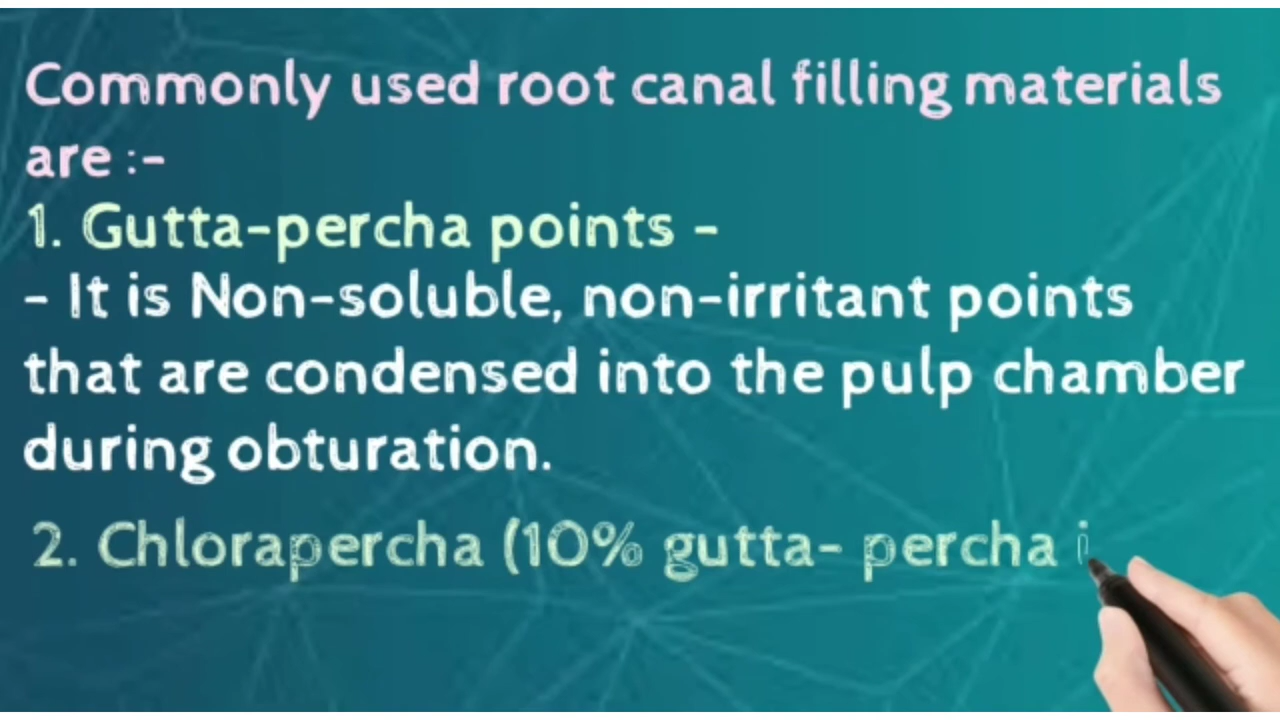 Commonly used root canal filling materials
are :-
1. Gutta-percha points -
- It is Non-soluble, non-irritant points
that are condensed into the pulp chamber
during obturation.
2. Chlorapercha (10% gutta- percha i